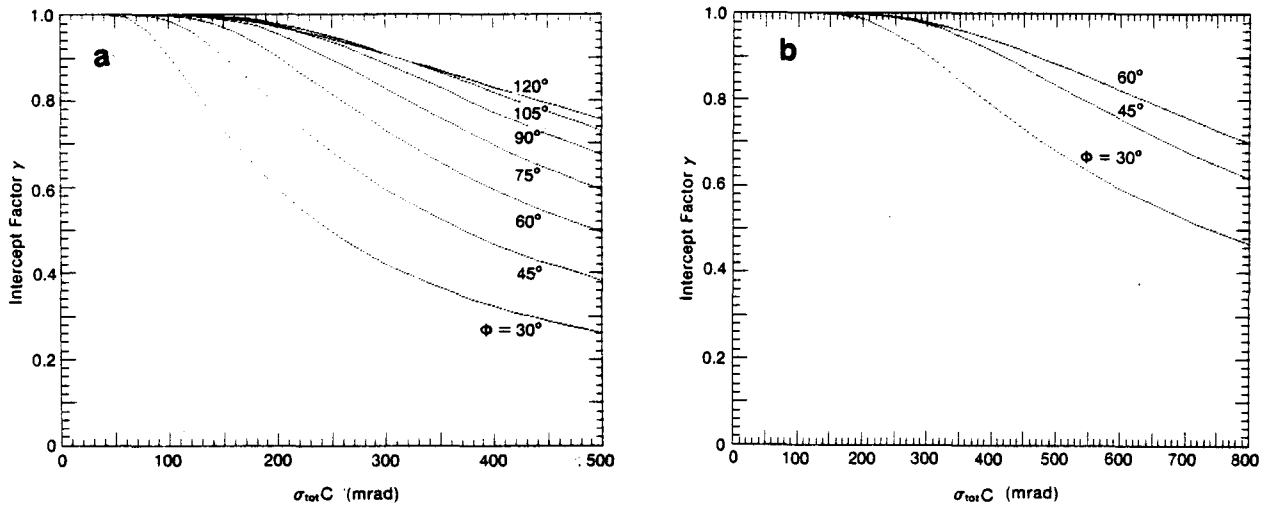 a
1.0
0.8
0.6
0.4
0.2
0
Intercept Factor γ
120°
105°
90°
75°
60°
45°
Φ = 30°
0 100 200 300 400 500
σtotC (mrad)
b
1.0
0.8
0.6
0.4
0.2
0
Intercept Factor γ
60°
45°
Φ = 30°
0 100 200 300 400 500 600 700 800
σtotC (mrad)